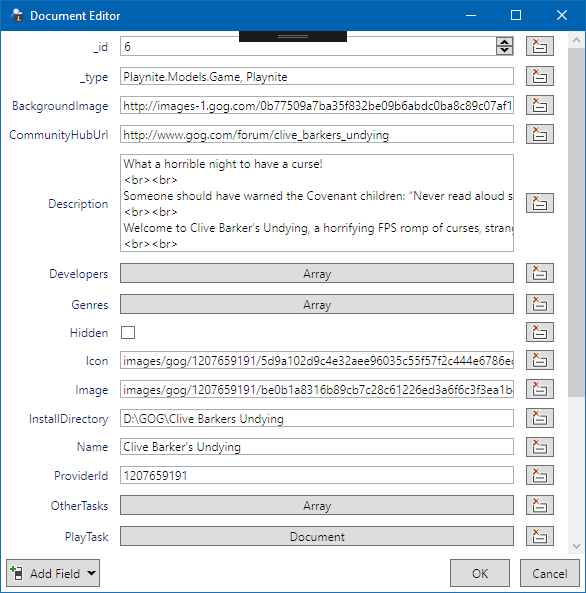 Document Editor
_id
6
_type
Playnite.Models.Game, Playnite
BackgroundImage
http://images-1.gog.com/0b77509a7ba35f832be09b6abdc0ba8c89c07af1
CommunityHubUrl
http://www.gog.com/forum/clive_barkers_undying
Description
What a horrible night to have a curse!
<br><br>
Someone should have warned the Covenant children: “Never read aloud s
<br><br>
Welcome to Clive Barker’s Undying, a horrifying FPS romp of curses, strang
<br><br>
Developers
Array
Genres
Array
Hidden
Icon
images/gog/1207659191/5d9a102d9c4e32aee96035c55f57f2c444e6786e
Image
images/gog/1207659191/be0b1a8316b89cb7c28c61226ed3a6f6c3f3ea1b
InstallDirectory
D:\GOG\Clive Barkers Undying
Name
Clive Barker's Undying
ProviderId
1207659191
OtherTasks
Array
PlayTask
Document
Add Field
OK
Cancel